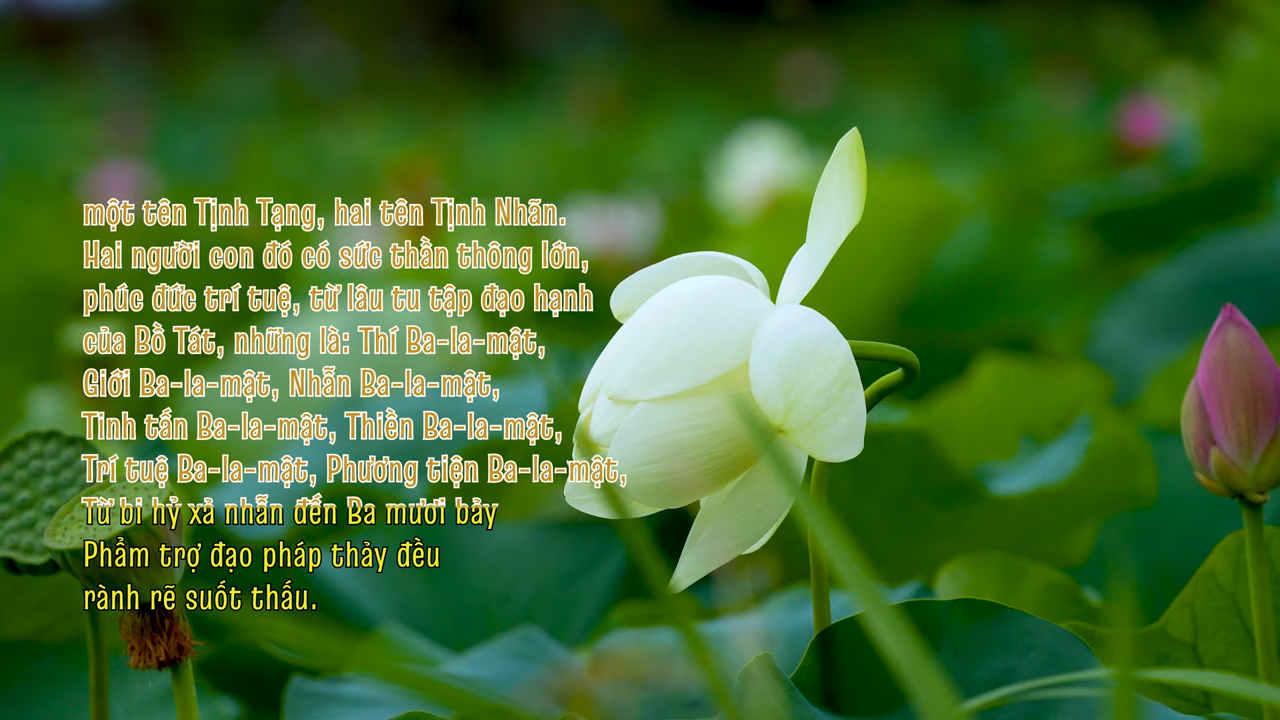 một tên Tịnh Tạng, hai tên Tịnh Nhãn.
Hai người con đó có sức thần thông lớn,
phúc đức trí tuệ, từ lâu tu tập đạo hạnh
của Bồ Tát, những là: Thí Ba-la-mật,
Giới Ba-la-mật, Nhẫn Ba-la-mật,
Tinh tấn Ba-la-mật, Thiền Ba-la-mật,
Trí tuệ Ba-la-mật, Phương tiện Ba-la-mật,
Từ bi hỷ xả nhẫn đến Ba mươi bảy
Phẩm trợ đạo pháp thảy đều
rành rẽ suốt thấu.